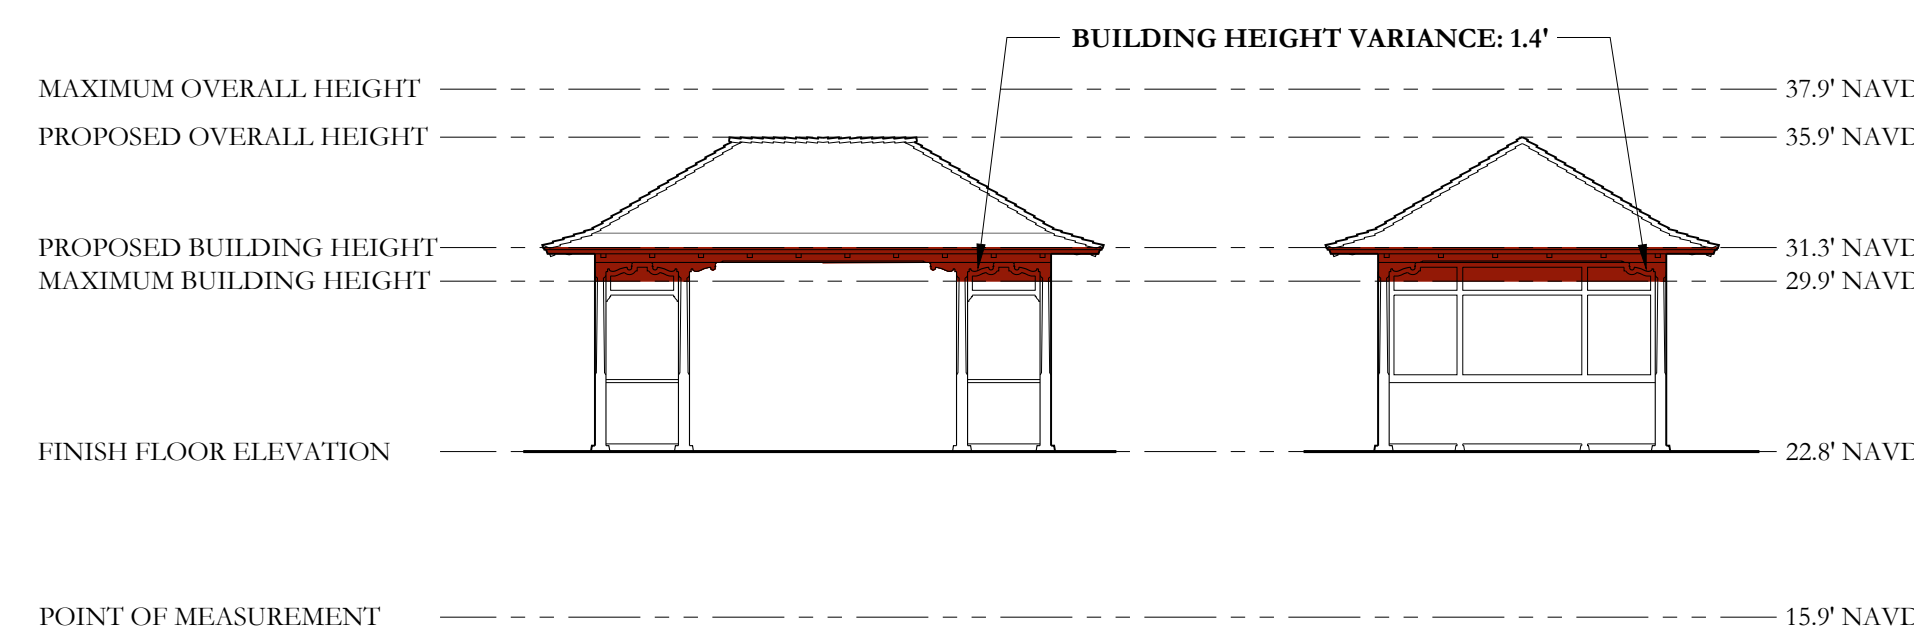 BUILDING HEIGHT VARIANCE: 1.4'
MAXIMUM OVERALL HEIGHT 37.9' NAVD
PROPOSED OVERALL HEIGHT 35.9' NAVD
PROPOSED BUILDING HEIGHT 31.3' NAVD
MAXIMUM BUILDING HEIGHT 29.9' NAVD
FINISH FLOOR ELEVATION 22.8' NAVD
POINT OF MEASUREMENT 15.9' NAVD